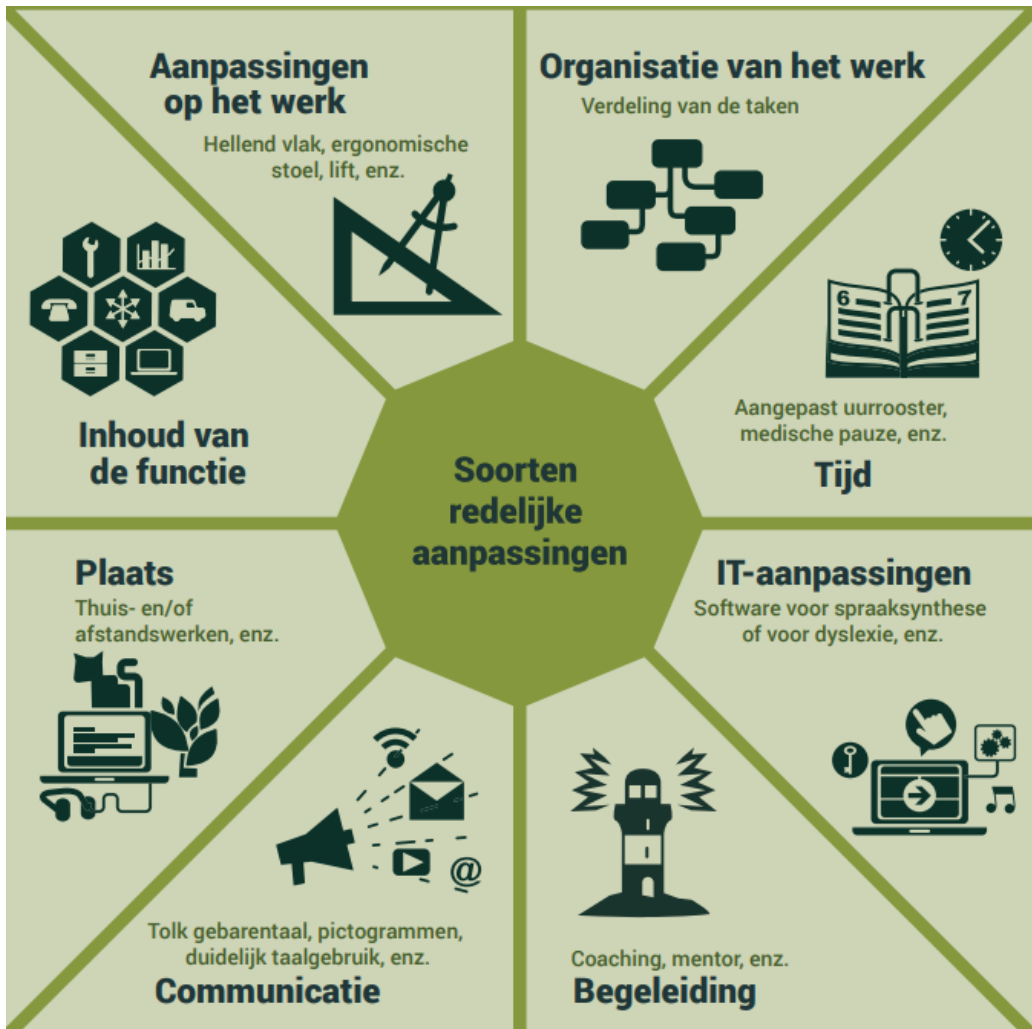 Aanpassingen
op het werk
Hellend vlak, ergonomische
stoel, lift, enz.
Organisatie van het werk
Verdeling van de taken
6 7
Aangepast uurrooster,
medische pauze, enz.
Tijd
Inhoud van
de functie
Soorten
redelijke
aanpassingen
Plaats
Thuis- en/of
afstandswerken, enz.
IT-aanpassingen
Software voor spraaksynthese
of voor dyslexie, enz.
@
Tolk gebarentaal, pictogrammen,
duidelijk taalgebruik, enz.
Communicatie
Coaching, mentor, enz.
Begeleiding